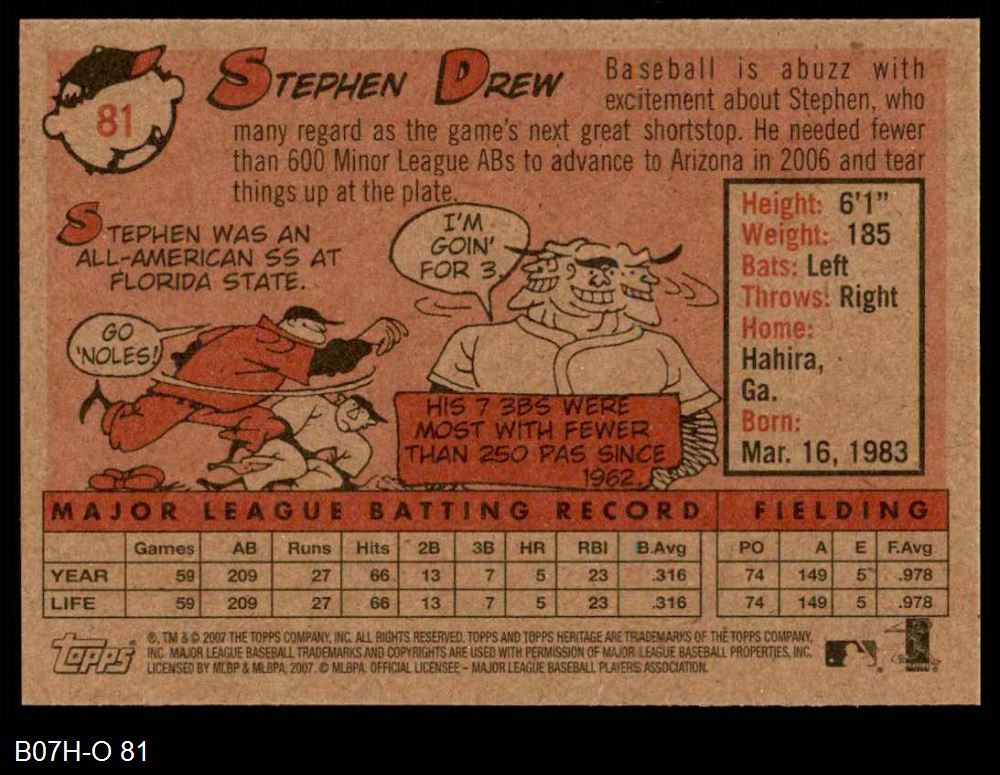 81
STEPHEN DREW
Baseball is abuzz with
excitement about Stephen, who
many regard as the game's next great shortstop. He needed fewer
than 600 Minor League ABs to advance to Arizona in 2006 and tear
things up at the plate.
STEPHEN WAS AN
ALL-AMERICAN SS AT
FLORIDA STATE.
GO
'NOLES!
I'M
GOIN'
FOR 3.
HIS 7 3BS WERE
MOST WITH FEWER
THAN 250 PAS SINCE
1962.
Height: 6'1"
Weight: 185
Bats: Left
Throws: Right
Home:
Hahira,
Ga.
Born:
Mar. 16, 1983
MAJOR LEAGUE BATTING RECORD FIELDING
Games AB Runs Hits 2B 3B HR RBI B.Avg PO A E F.Avg
YEAR 59 209 27 66 13 7 5 23 .316 74 149 5 .978
LIFE 59 209 27 66 13 7 5 23 .316 74 149 5 .978
Topps
®, TM & © 2007 THE TOPPS COMPANY, INC. ALL RIGHTS RESERVED. TOPPS AND TOPPS HERITAGE ARE TRADEMARKS OF THE TOPPS COMPANY,
INC. MAJOR LEAGUE BASEBALL TRADEMARKS AND COPYRIGHTS ARE USED WITH PERMISSION OF MAJOR LEAGUE BASEBALL PROPERTIES, INC.
LICENSED BY MLBP & MLBPA, 2007. © MLBPA. OFFICIAL LICENSEE - MAJOR LEAGUE BASEBALL PLAYERS ASSOCIATION.
B07H-O 81